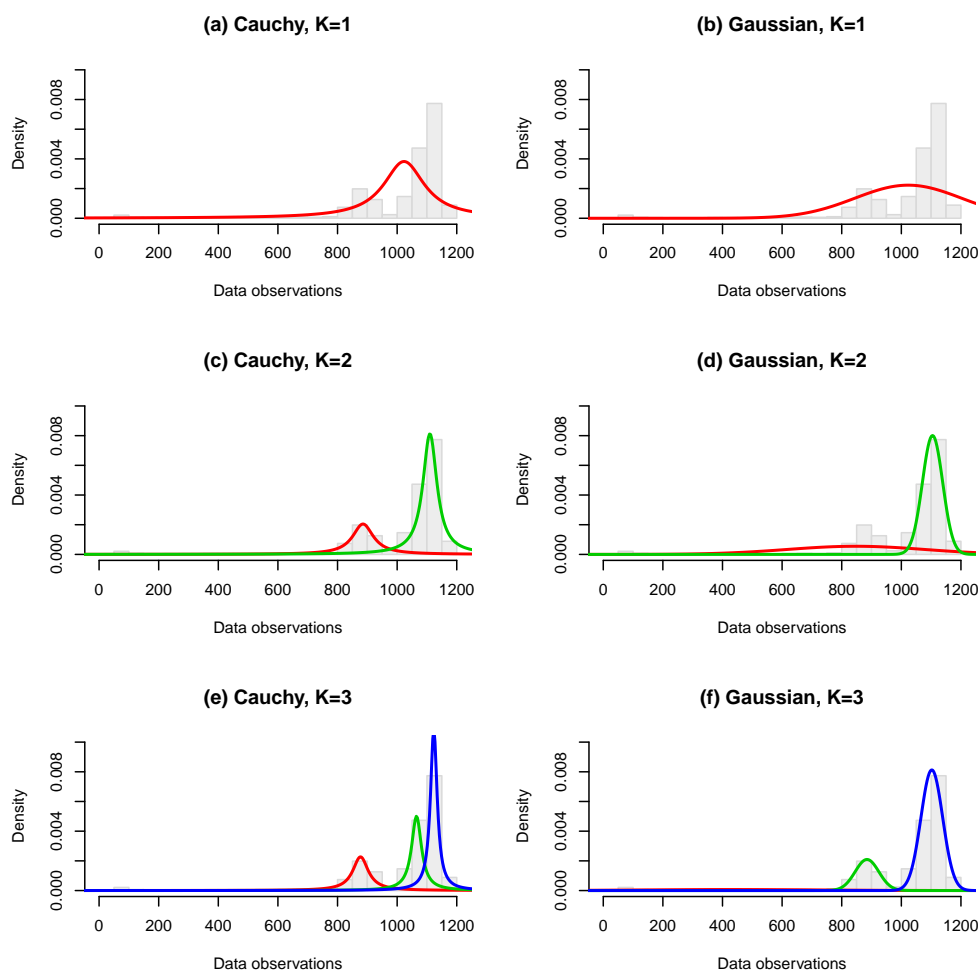 (a) Cauchy, K=1
Density
0.000 0.004 0.008
0 200 400 600 800 1000 1200
Data observations
(b) Gaussian, K=1
Density
0.000 0.004 0.008
0 200 400 600 800 1000 1200
Data observations
(c) Cauchy, K=2
Density
0.000 0.004 0.008
0 200 400 600 800 1000 1200
Data observations
(d) Gaussian, K=2
Density
0.000 0.004 0.008
0 200 400 600 800 1000 1200
Data observations
(e) Cauchy, K=3
Density
0.000 0.004 0.008
0 200 400 600 800 1000 1200
Data observations
(f) Gaussian, K=3
Density
0.000 0.004 0.008
0 200 400 600 800 1000 1200
Data observations